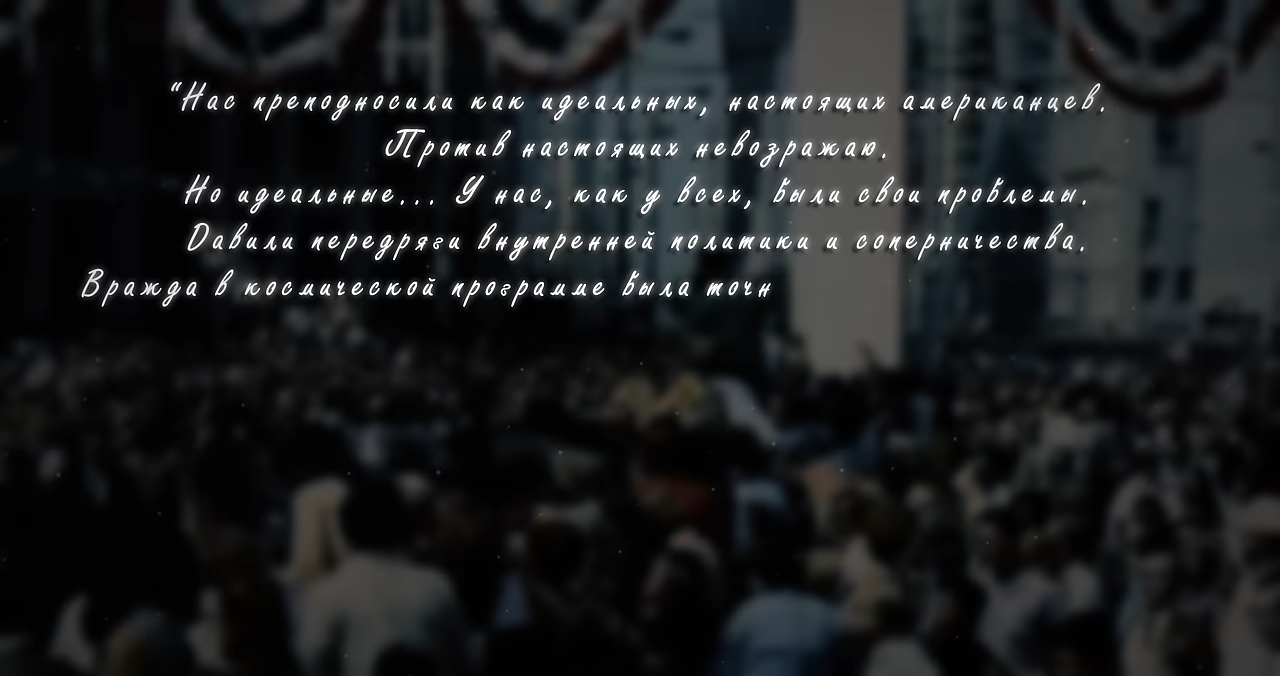 “Нас преподносили как идеальных, настоящих американцев.
Против настоящих невозражаю.
Но идеальные... У нас, как у всех, были свои проблемы.
Давили передряги внутренней политики и соперничества.
Вражда в космической программе была точн